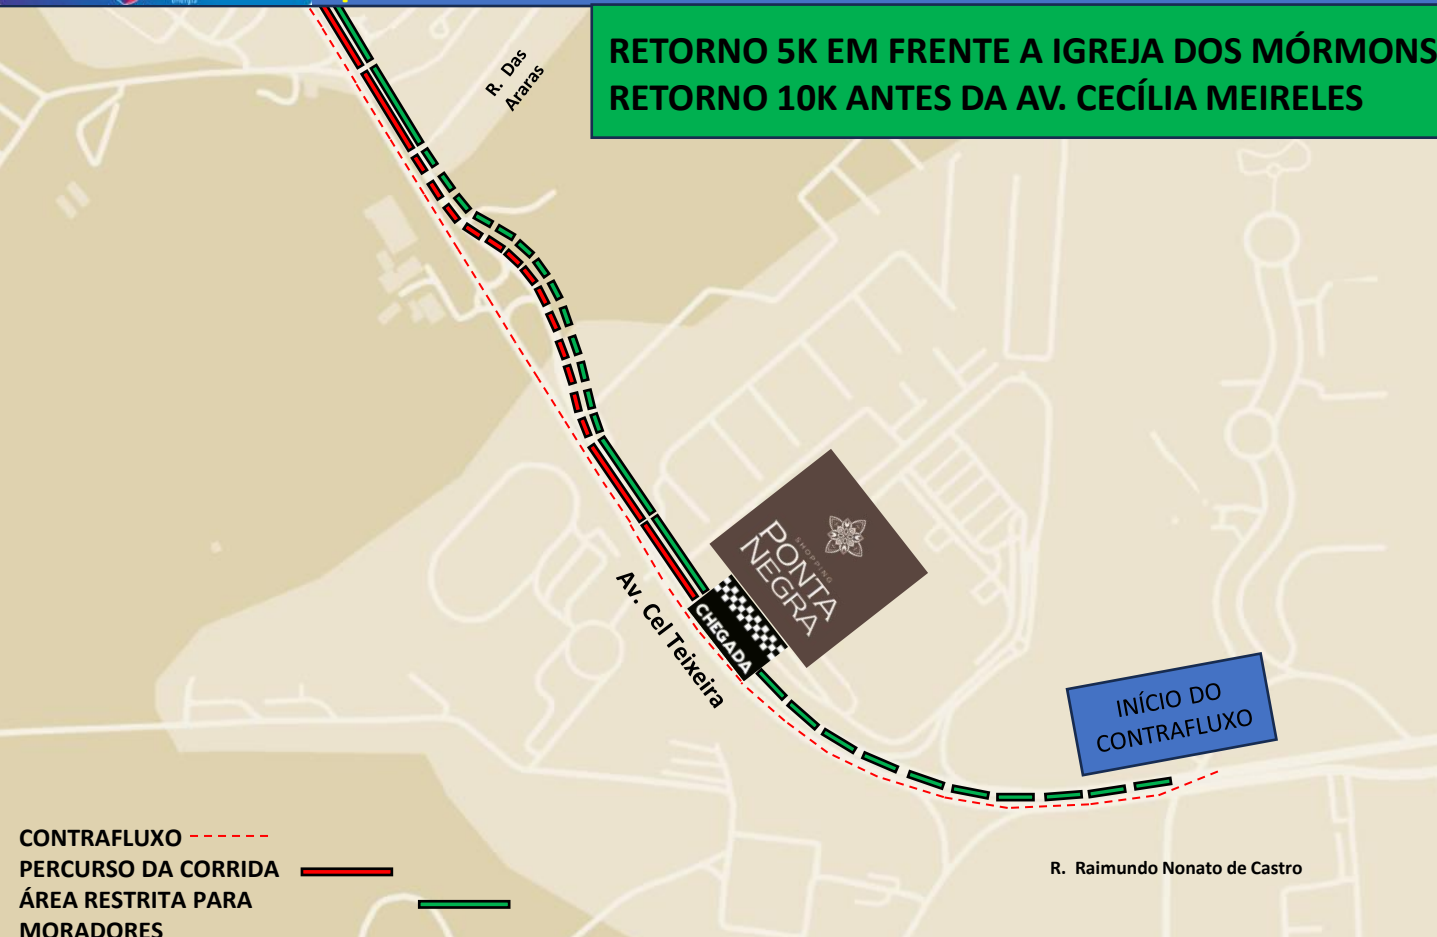 RETORNO 5K EM FRENTE A IGREJA DOS MÓRMONS
RETORNO 10K ANTES DA AV. CECÍLIA MEIRELES
R. Das
Araras
SHOPPING
PONTA
NEGRA
CHEGADA
Av. Cel Teixeira
INÍCIO DO
CONTRAFLUXO
R. Raimundo Nonato de Castro
CONTRAFLUXO
PERCURSO DA CORRIDA
ÁREA RESTRITA PARA
MORADORES